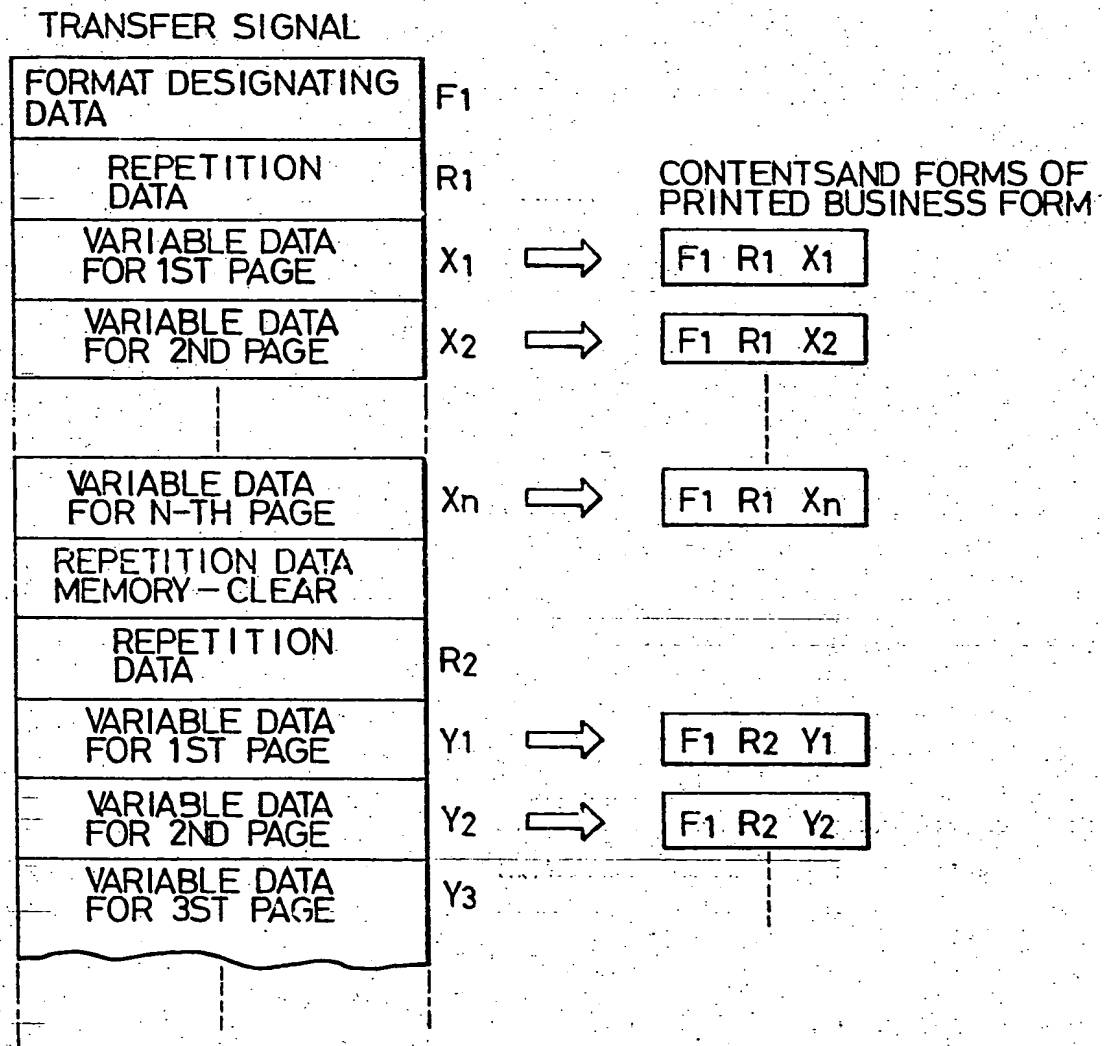 TRANSFER SIGNAL
FORMAT DESIGNATING
DATA
F1
REPETITION
DATA
R1
CONTENTSAND FORMS OF
PRINTED BUSINESS FORM
VARIABLE DATA
FOR 1ST PAGE
X1
F1 R1 X1
VARIABLE DATA
FOR 2ND PAGE
X2
F1 R1 X2
VARIABLE DATA
FOR N-TH PAGE
Xn
F1 R1 Xn
REPETITION DATA
MEMORY-CLEAR
REPETITION
DATA
R2
VARIABLE DATA
FOR 1ST PAGE
Y1
F1 R2 Y1
VARIABLE DATA
FOR 2ND PAGE
Y2
F1 R2 Y2
VARIABLE DATA
FOR 3ST PAGE
Y3